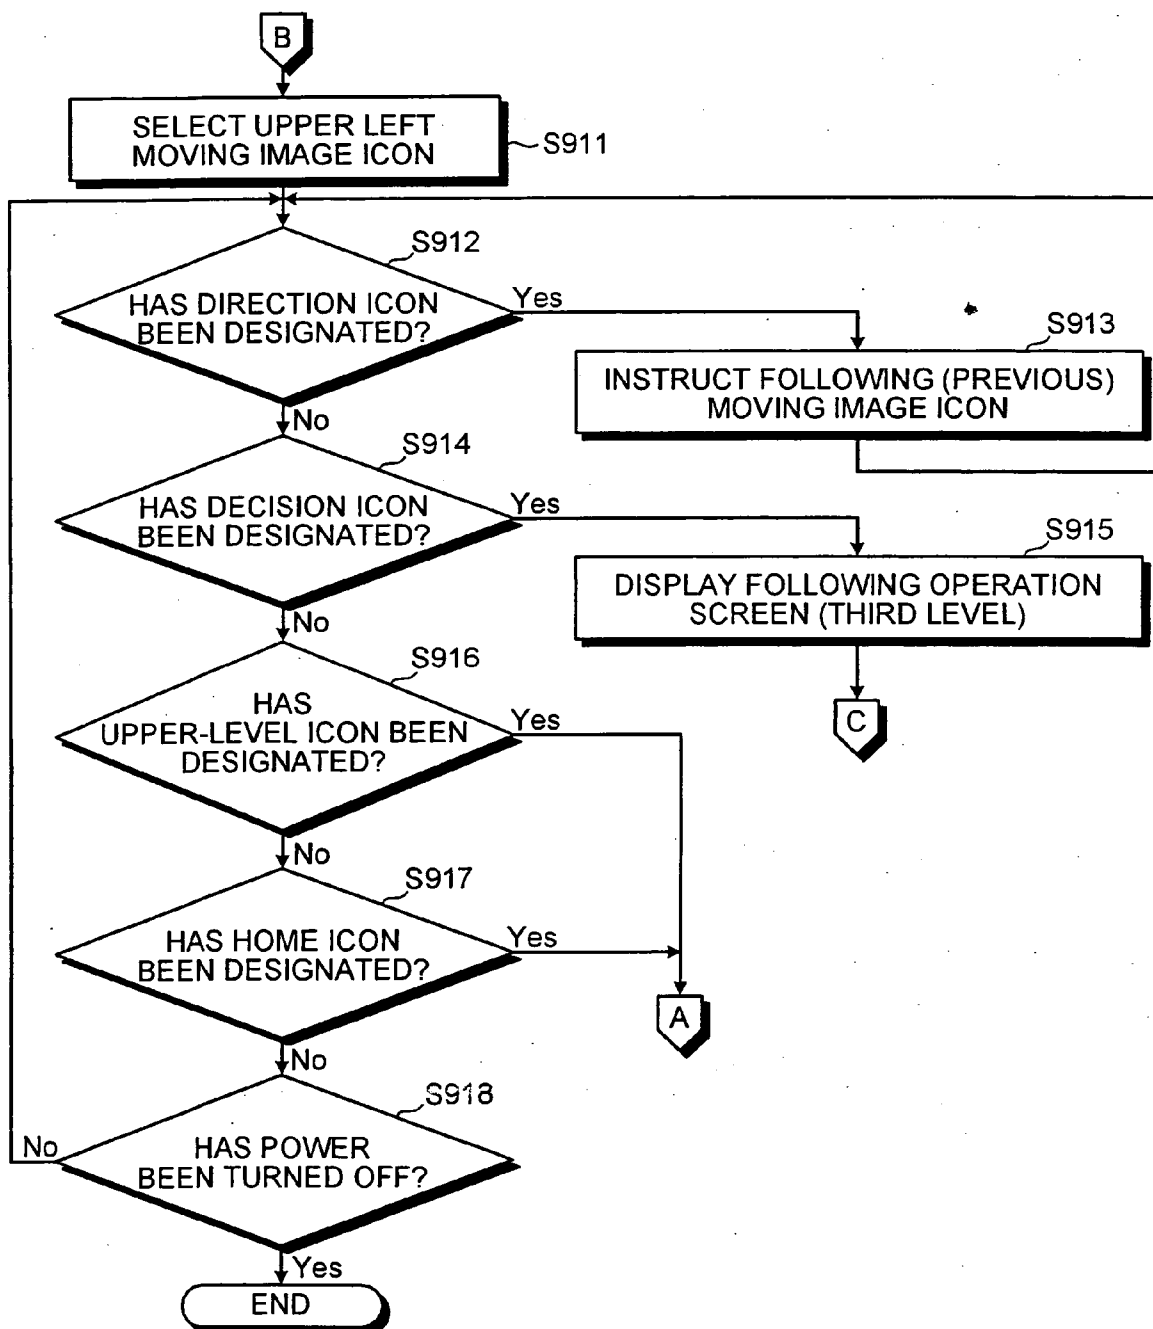 B
SELECT UPPER LEFT
MOVING IMAGE ICON
S911
S912
HAS DIRECTION ICON
BEEN DESIGNATED?
Yes
S913
INSTRUCT FOLLOWING (PREVIOUS)
MOVING IMAGE ICON
No
S914
HAS DECISION ICON
BEEN DESIGNATED?
Yes
S915
DISPLAY FOLLOWING OPERATION
SCREEN (THIRD LEVEL)
C
No
S916
HAS
UPPER-LEVEL ICON BEEN
DESIGNATED?
Yes
No
S917
HAS HOME ICON
BEEN DESIGNATED?
Yes
A
No
S918
HAS POWER
BEEN TURNED OFF?
No
Yes
END